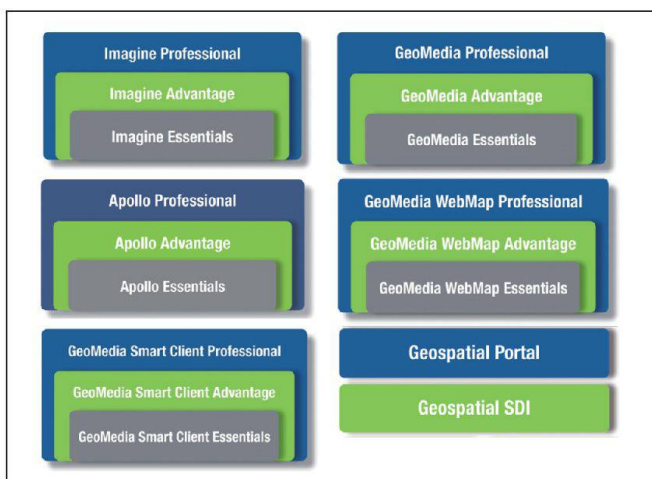 Imagine Professional
Imagine Advantage
Imagine Essentials
GeoMedia Professional
GeoMedia Advantage
GeoMedia Essentials
Apollo Professional
Apollo Advantage
Apollo Essentials
GeoMedia WebMap Professional
GeoMedia WebMap Advantage
GeoMedia WebMap Essentials
GeoMedia Smart Client Professional
GeoMedia Smart Client Advantage
GeoMedia Smart Client Essentials
Geospatial Portal
Geospatial SDI